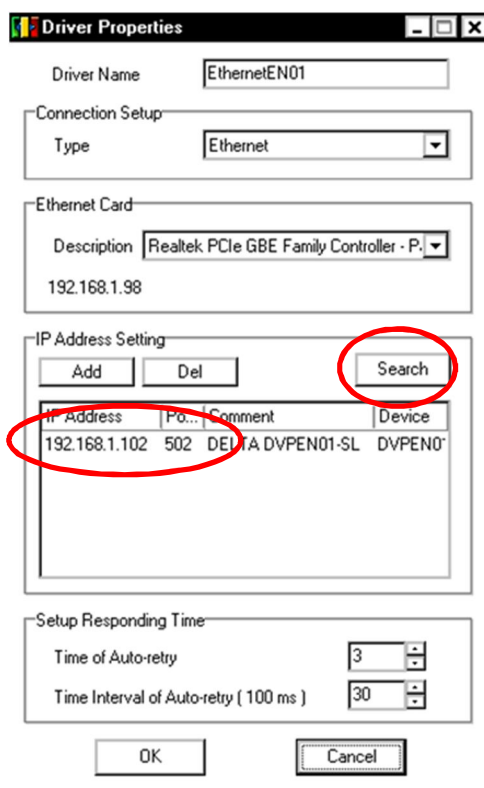 Driver Properties
Driver Name EthernetEN01
Connection Setup
Type Ethernet
Ethernet Card
Description Realtek PCIe GBE Family Controller - P.
192.168.1.98
IP Address Setting
Add Del Search
IP Address Po... Comment Device
192.168.1.102 502 DELTA DVPEN01-SL DVPEN0
Setup Responding Time
Time of Auto-retry 3
Time Interval of Auto-retry ( 100 ms ) 30
OK Cancel